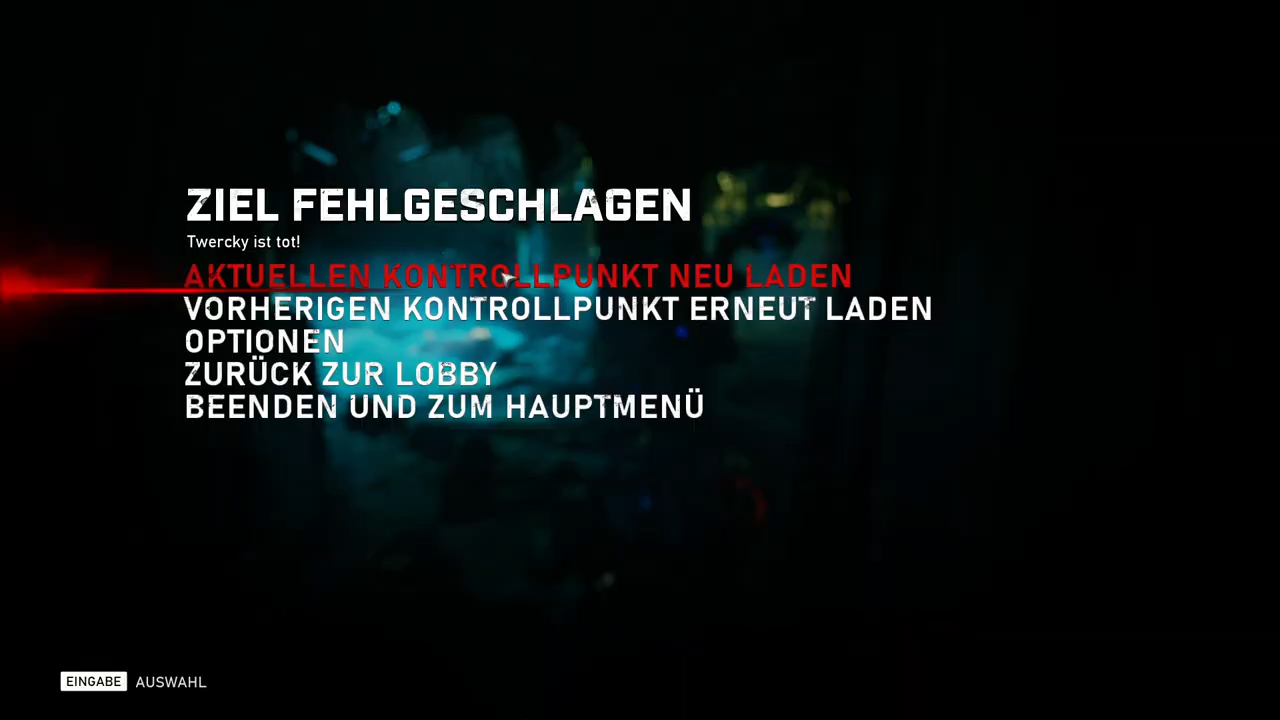 ZIEL FEHLGESCHLAGEN
Twercky ist tot!
AKTUELLEN KONTROLLPUNKT NEU LADEN
VORHERIGEN KONTROLLPUNKT ERNEUT LADEN
OPTIONEN
ZURÜCK ZUR LOBBY
BEENDEN UND ZUM HAUPTMENÜ
EINGABE AUSWAHL